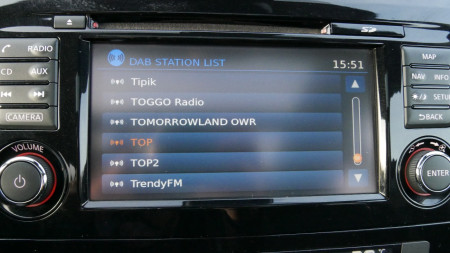 SD
RADIO
CD
AUX
CAMERA
VOLUME
DAB STATION LIST
15:51
Tipik
TOGGO Radio
TOMORROWLAND OWR
TOP
TOP2
TrendyFM
MAP
NAV
INFO
SETUP
BACK
ENTER